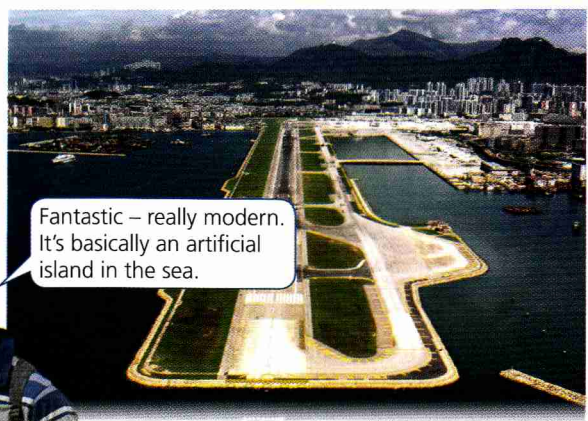 Fantastic – really modern.
It's basically an artificial
island in the sea.